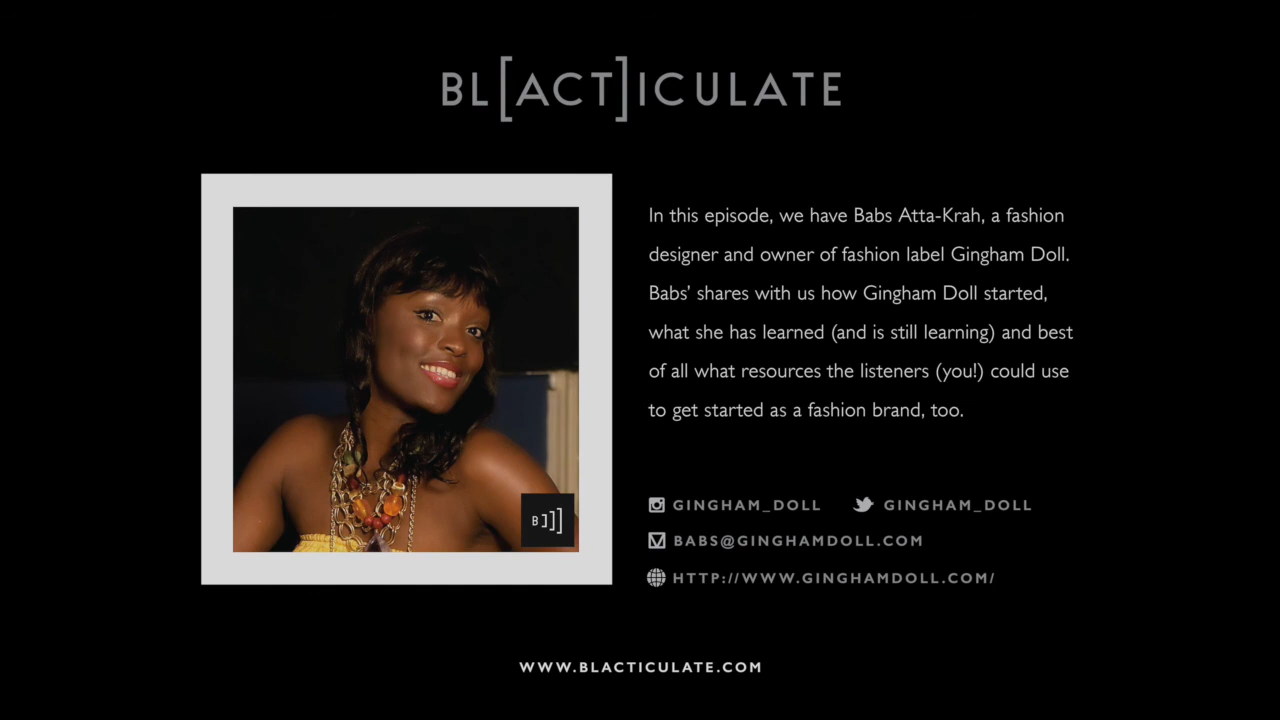 BL[ACT]ICULATE
In this episode, we have Babs Atta-Krah, a fashion
designer and owner of fashion label Gingham Doll.
Babs’ shares with us how Gingham Doll started,
what she has learned (and is still learning) and best
of all what resources the listeners (you!) could use
to get started as a fashion brand, too.
B]]]
GINGHAM_DOLL GINGHAM_DOLL
BABS@GINGHAMDOLL.COM
HTTP://WWW.GINGHAMDOLL.COM/
WWW.BLACTICULATE.COM